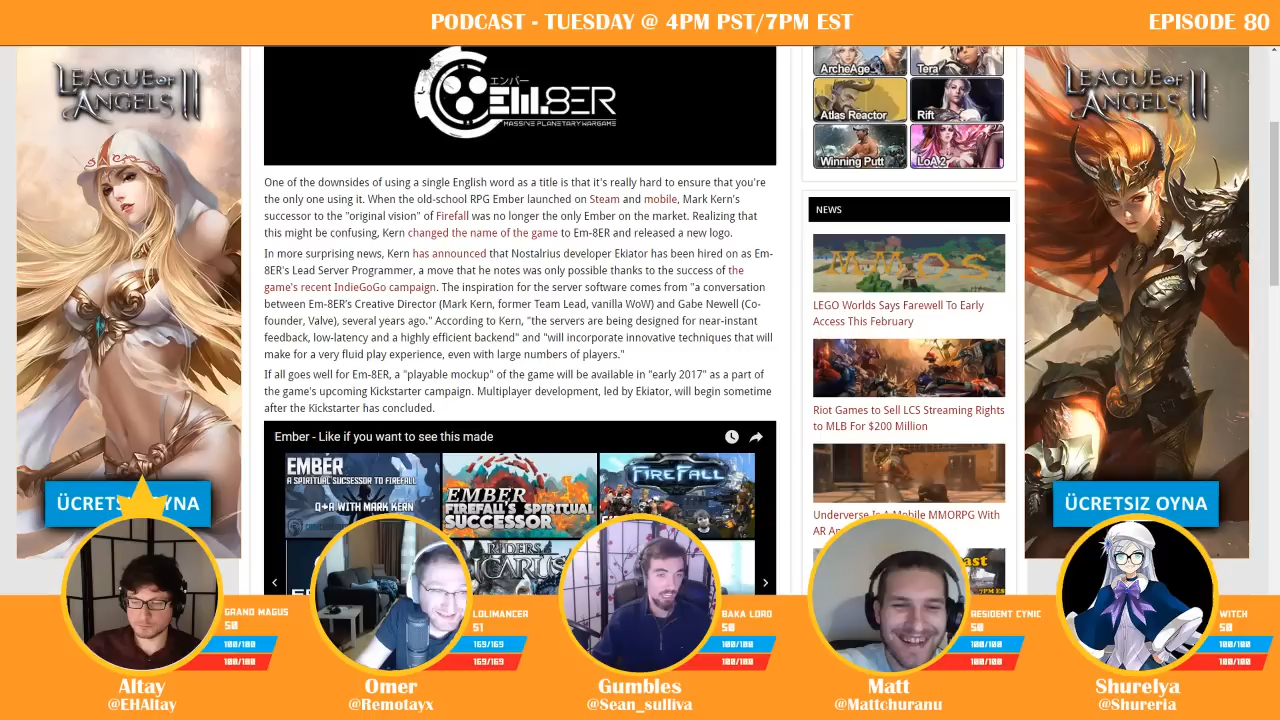 PODCAST - TUESDAY @ 4PM PST/7PM EST
EPISODE 80
LEAGUE OF
ANGELS II
エンバー
EM.8ER
MASSIVE PLANETARY WARGAME
One of the downsides of using a single English word as a title is that it's really hard to ensure that you're
the only one using it. When the old-school RPG Ember launched on Steam and mobile, Mark Kern's
successor to the "original vision" of Firefall was no longer the only Ember on the market. Realizing that
this might be confusing, Kern changed the name of the game to Em-8ER and released a new logo.
In more surprising news, Kern has announced that Nostalrius developer Ekiator has been hired on as Em-
8ER's Lead Server Programmer, a move that he notes was only possible thanks to the success of the
game's recent IndieGoGo campaign. The inspiration for the server software comes from "a conversation
between Em-8ER's Creative Director (Mark Kern, former Team Lead, vanilla WoW) and Gabe Newell (Co-
founder, Valve), several years ago." According to Kern, "the servers are being designed for near-instant
feedback, low-latency and a highly efficient backend" and "will incorporate innovative techniques that will
make for a very fluid play experience, even with large numbers of players."
If all goes well for Em-8ER, a "playable mockup" of the game will be available in "early 2017" as a part of
the game's upcoming Kickstarter campaign. Multiplayer development, led by Ekiator, will begin sometime
after the Kickstarter has concluded.
Ember - Like if you want to see this made
EMBER
A SPIRITUAL SUCSESSOR TO FIREFALL
Q+A WITH MARK KERN
EMBER
FIREFALL'S SPIRITUAL
SUCCESSOR
FIREFALL
RIDERS
ICARUS
ArcheAge
Tera
Atlas Reactor
Rift
Winning Putt
LoA 2
NEWS
MMOS
LEGO Worlds Says Farewell To Early
Access This February
Riot Games to Sell LCS Streaming Rights
to MLB For $200 Million
Underverse Is A Mobile MMORPG With
AR
LEAGUE OF
ANGELS II
ÜCRETSIZ OYNA
GRAND MAGUS
50
100/100
100/100
Altay
@EHAltay
LOLIMANCER
51
169/169
169/169
Omer
@Remotayx
BAKA LORD
50
100/100
100/100
Gumbles
@Sean_sulliva
RESIDENT CYNIC
50
100/100
100/100
Matt
@Mattchuranu
WITCH
50
100/100
100/100
Shurelya
@Shureria